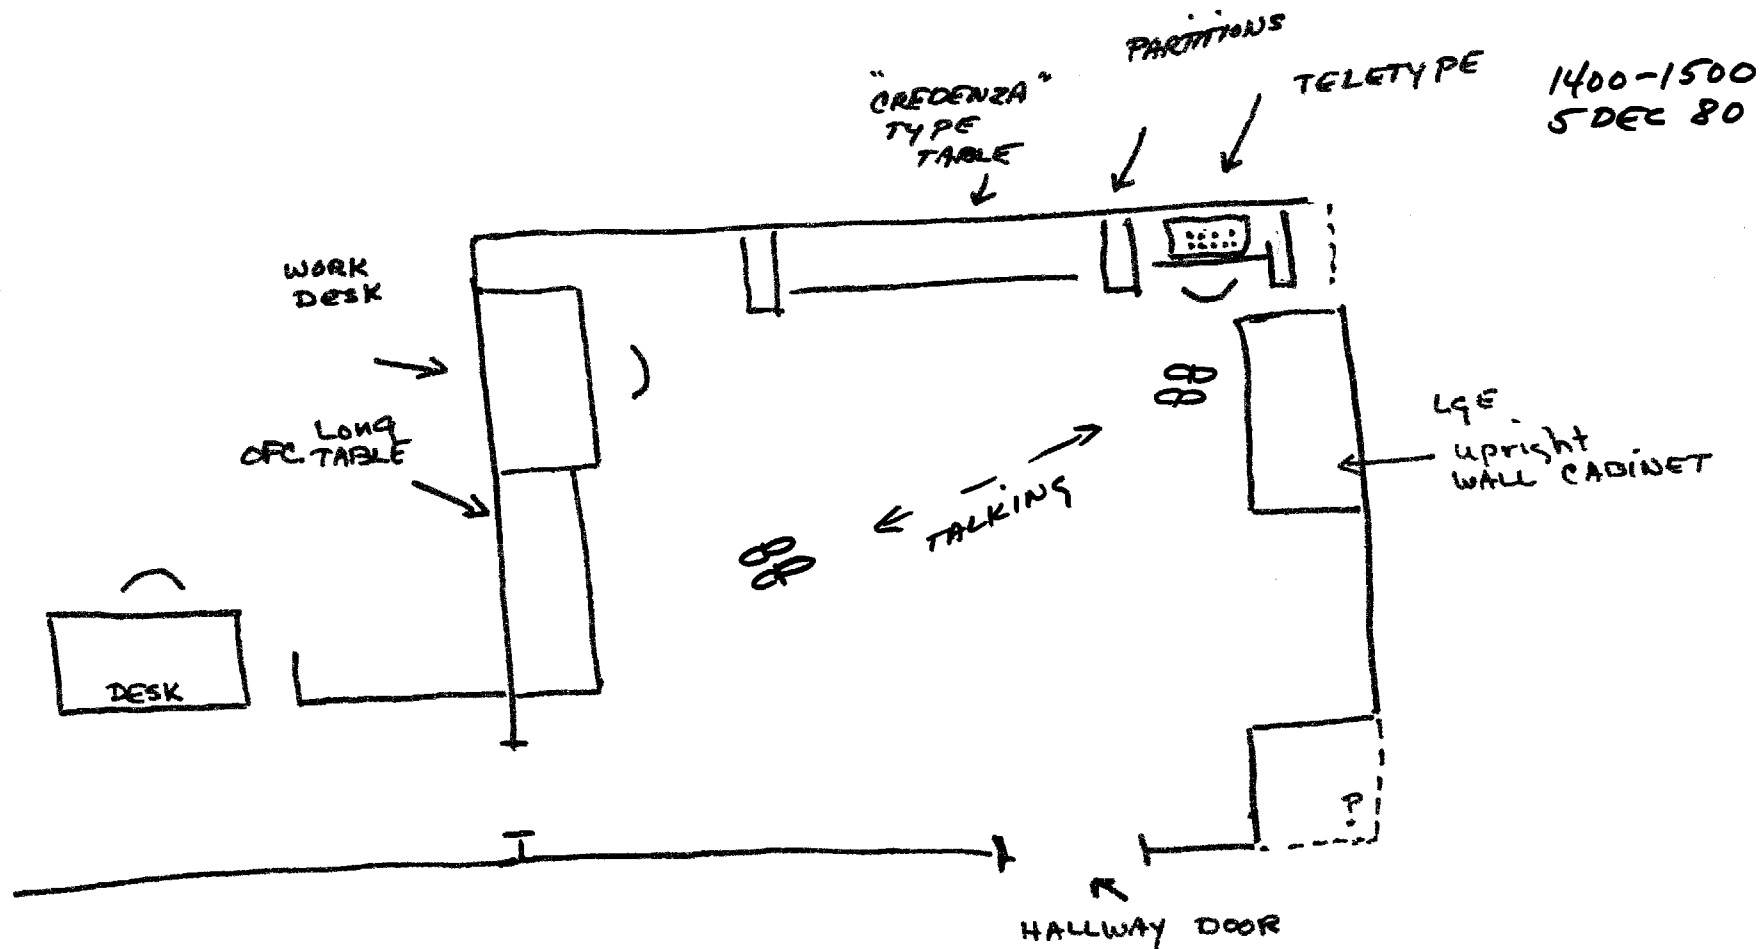 PARTITIONS
TELETYPE
1400-1500
5 DEC 80
"CREDENZA"
TYPE
TABLE
WORK
DESK
LONG
OFC. TABLE
LGE
UPRIGHT
WALL CABINET
TALKING
DESK
?
HALLWAY DOOR